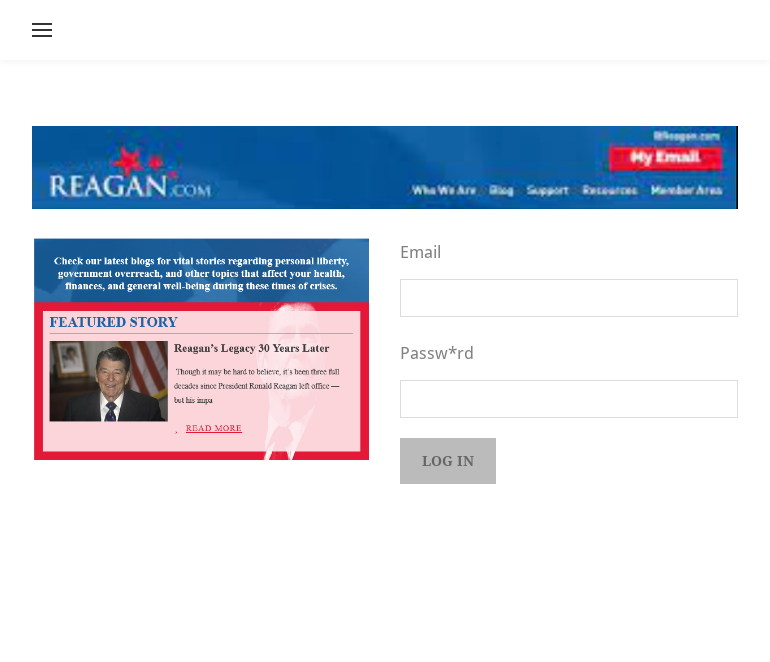 @Reagan.com
My Email
REAGAN.COM
Who We Are Blog Support Resources Member Area
Check our latest blogs for vital stories regarding personal liberty,
government overreach, and other topics that affect your health,
finances, and general well-being during these times of crises.
FEATURED STORY
Reagan's Legacy 30 Years Later
Though it may be hard to believe, it's been three full
decades since President Ronald Reagan left office —
but his impa
. READ MORE
Email
Passw*rd
LOG IN